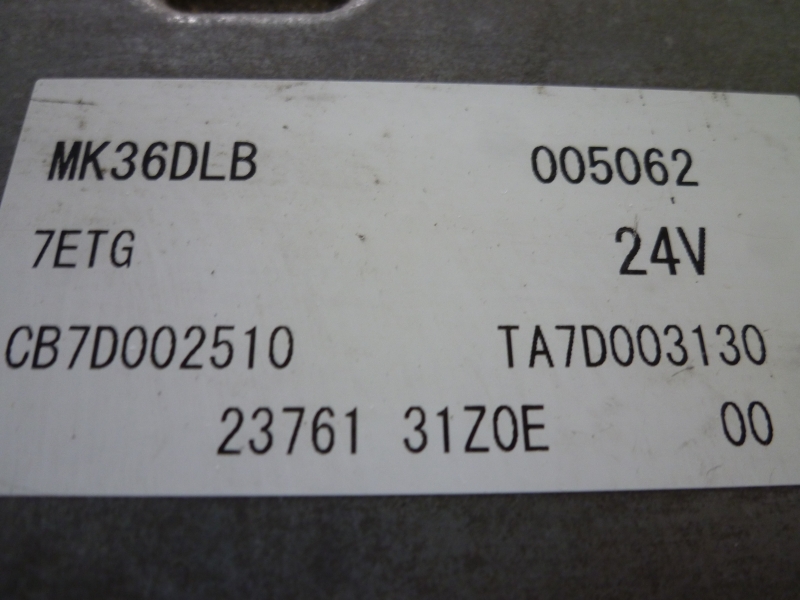 MK36DLB 005062
7ETG 24V
CB7D002510 TA7D003130
23761 31Z0E 00